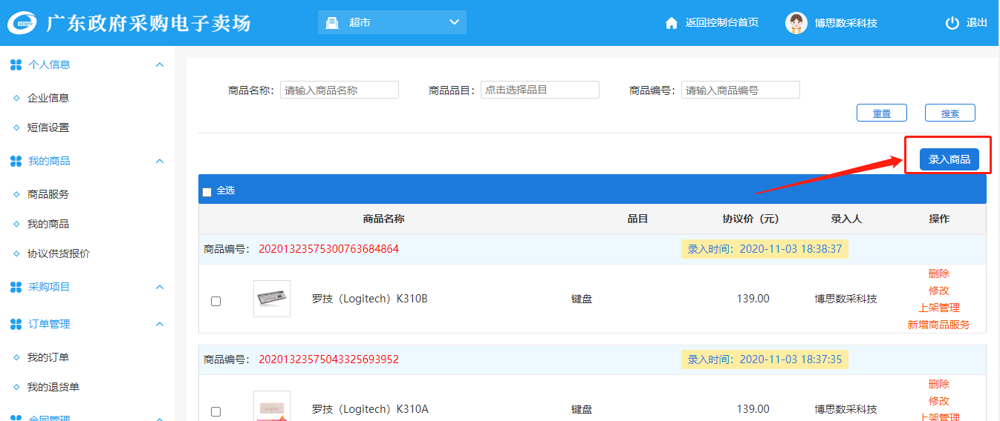 广东政府采购电子卖场
超市
返回控制台首页
博思数采科技
退出
个人信息
企业信息
短信设置
我的商品
商品服务
我的商品
协议供货报价
采购项目
订单管理
我的订单
我的退货单
合同管理
商品名称： 请输入商品名称 商品品目： 点击选择品目 商品编号： 请输入商品编号
重置 搜索
录入商品
全选
商品名称 品目 协议价（元） 录入人 操作
商品编号： 20201323575300763684864 录入时间：2020-11-03 18:38:37
罗技（Logitech）K310B 键盘 139.00 博思数采科技
删除
修改
上架管理
新增商品服务
商品编号： 20201323575043325693952 录入时间：2020-11-03 18:37:35
罗技（Logitech）K310A 键盘 139.00 博思数采科技
删除
修改
上架管理